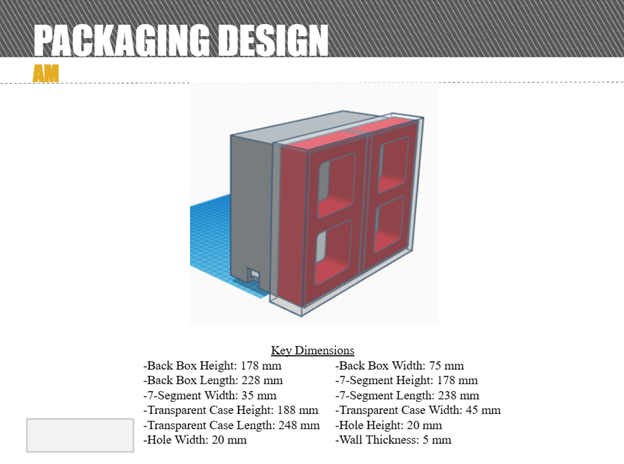 PACKAGING DESIGN
AM
Key Dimensions
-Back Box Height: 178 mm
-Back Box Length: 228 mm
-7-Segment Width: 35 mm
-Transparent Case Height: 188 mm
-Transparent Case Length: 248 mm
-Hole Width: 20 mm
-Back Box Width: 75 mm
-7-Segment Height: 178 mm
-7-Segment Length: 238 mm
-Transparent Case Width: 45 mm
-Hole Height: 20 mm
-Wall Thickness: 5 mm